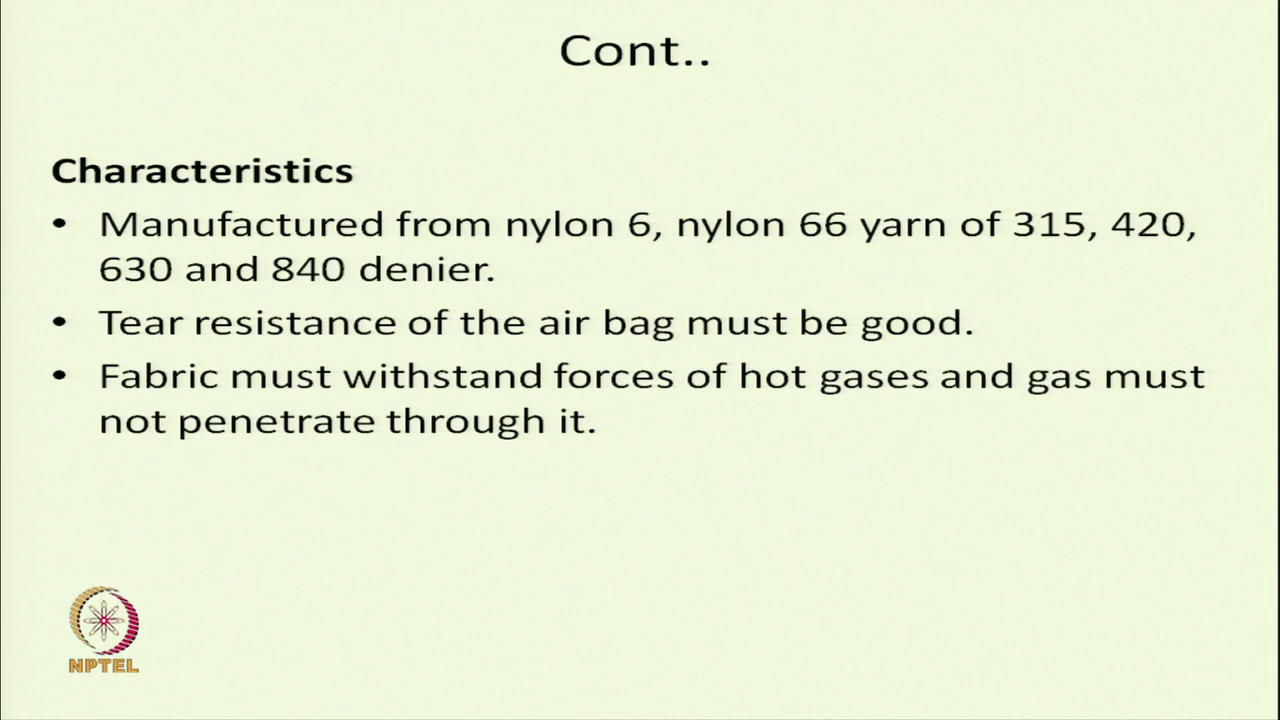 Cont..
Characteristics
• Manufactured from nylon 6, nylon 66 yarn of 315, 420,
630 and 840 denier.
• Tear resistance of the air bag must be good.
• Fabric must withstand forces of hot gases and gas must
not penetrate through it.
NPTEL